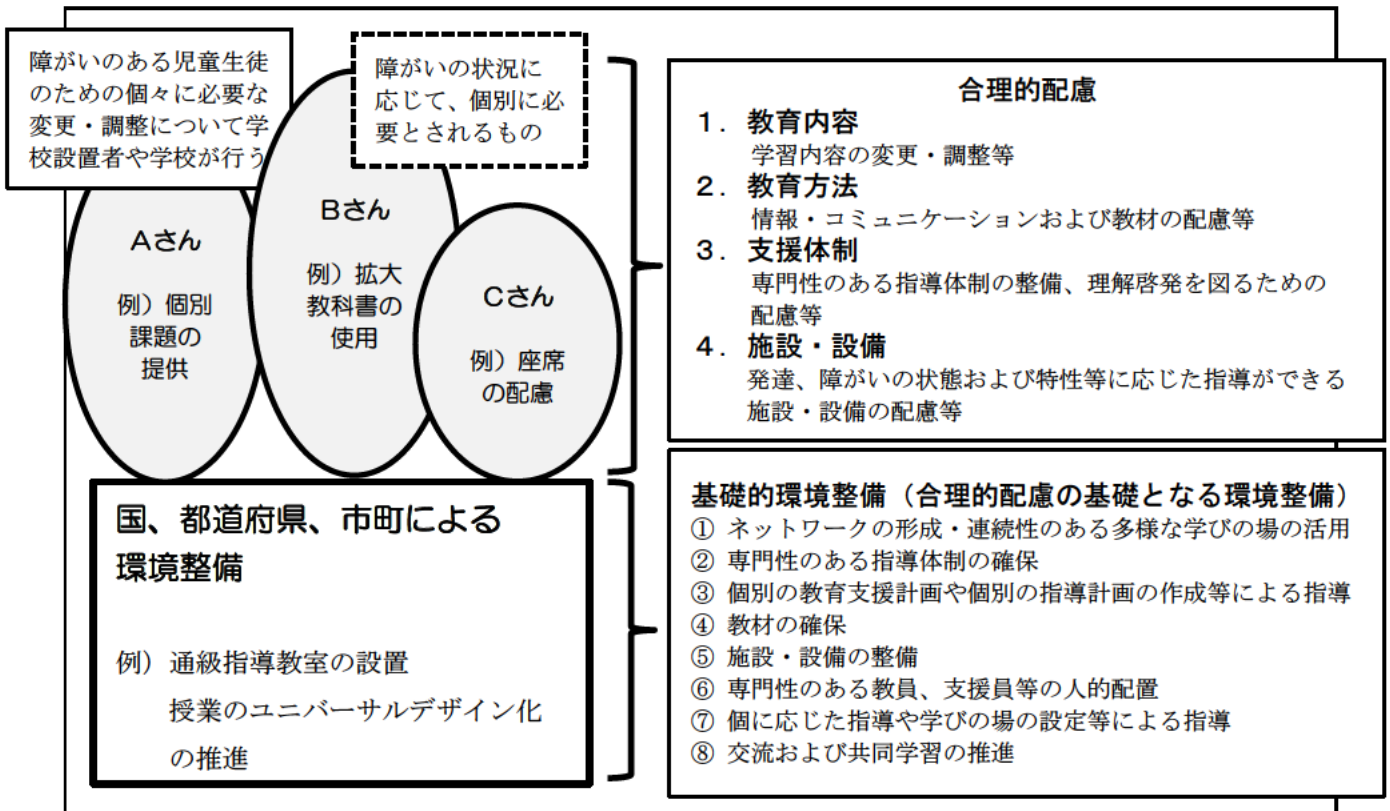 障がいのある児童生徒
のための個々に必要な
変更・調整について学
校設置者や学校が行う
障がいの状況に
応じて、個別に必
要とされるもの
Aさん
例）個別
課題の
提供
Bさん
例）拡大
教科書の
使用
Cさん
例）座席
の配慮
合理的配慮
１．教育内容
学習内容の変更・調整等
２．教育方法
情報・コミュニケーションおよび教材の配慮等
３．支援体制
専門性のある指導体制の整備、理解啓発を図るための
配慮等
４．施設・設備
発達、障がいの状態および特性等に応じた指導ができる
施設・設備の配慮等
国、都道府県、市町による
環境整備
例）通級指導教室の設置
授業のユニバーサルデザイン化
の推進
基礎的環境整備（合理的配慮の基礎となる環境整備）
① ネットワークの形成・連続性のある多様な学びの場の活用
② 専門性のある指導体制の確保
③ 個別の教育支援計画や個別の指導計画の作成等による指導
④ 教材の確保
⑤ 施設・設備の整備
⑥ 専門性のある教員、支援員等の人的配置
⑦ 個に応じた指導や学びの場の設定等による指導
⑧ 交流および共同学習の推進